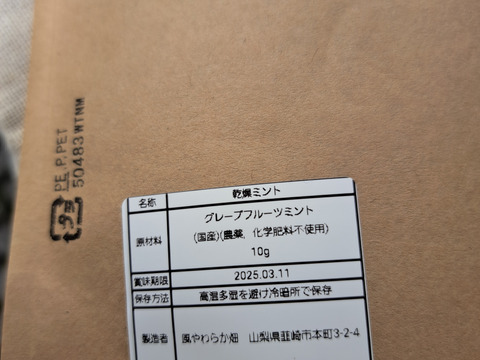 PE,P,PET
50483WTNM
プラ
名称 乾燥ミント
原材料 グレープフルーツミント
(国産)(農薬、化学肥料不使用)
10g
賞味期限 2025.03.11
保存方法 高温多湿を避け冷暗所で保存
製造者 風やわらか畑 山梨県韮崎市本町3-2-4